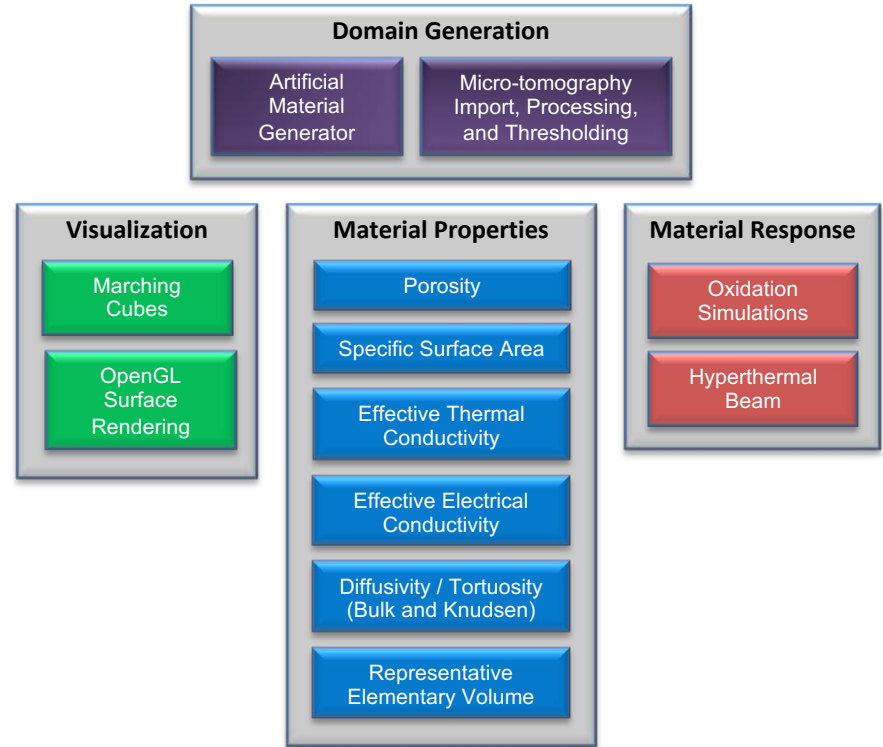 Domain Generation
Artificial
Material
Generator
Micro-tomography
Import, Processing,
and Thresholding
Visualization
Marching
Cubes
OpenGL
Surface
Rendering
Material Properties
Porosity
Specific Surface Area
Effective Thermal
Conductivity
Effective Electrical
Conductivity
Diffusivity / Tortuosity
(Bulk and Knudsen)
Representative
Elementary Volume
Material Response
Oxidation
Simulations
Hyperthermal
Beam